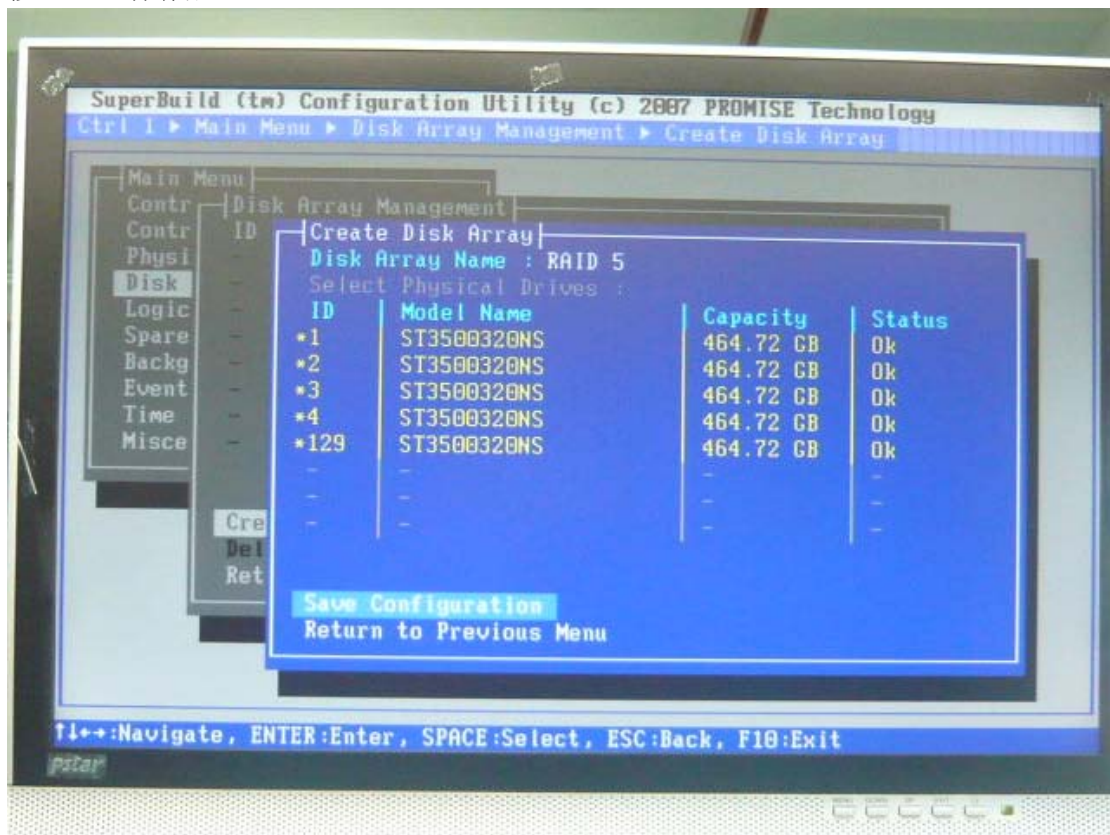 SuperBuild (tm) Configuration Utility (c) 2007 PROMISE Technology
Ctrl 1 ► Main Menu ► Disk Array Management ► Create Disk Array
Main Menu
Contr
Contr
Physi
Disk
Logic
Spare
Backg
Event
Time
Misce
Disk Array Management
ID
Cre
Del
Ret
Create Disk Array
Disk Array Name : RAID 5
Select Physical Drives :
ID Model Name Capacity Status
*1 ST3500320NS 464.72 GB Ok
*2 ST3500320NS 464.72 GB Ok
*3 ST3500320NS 464.72 GB Ok
*4 ST3500320NS 464.72 GB Ok
*129 ST3500320NS 464.72 GB Ok
- - - -
- - - -
- - - -
Save Configuration
Return to Previous Menu
↑↓←→:Navigate, ENTER:Enter, SPACE:Select, ESC:Back, F10:Exit
pstar